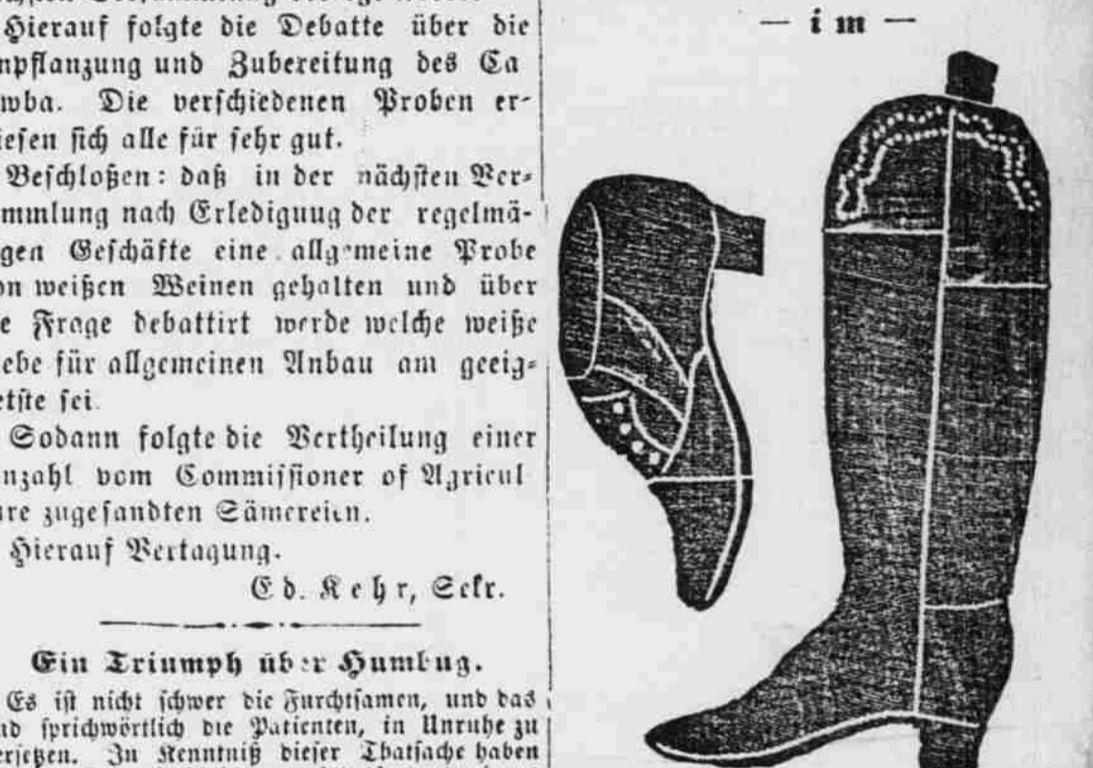 Hierauf folgte die Debatte über die
npflanzung und Zubereitung des Ca
wba. Die verschiedenen Proben er-
iesen sich alle für sehr gut.
Beschloßen: daß in der nächsten Ver-
mmlung nach Erledigung der regelmä-
gen Geschäfte eine allgemeine Probe
on weißen Weinen gehalten und über
e Frage debattirt werde welche weiße
ebe für allgemeinen Anbau am geeig-
etste sei.
Sodann folgte die Vertheilung einer
nzahl vom Commissioner of Agricul
ure zugesandten Sämereien.
Hierauf Vertagung.
Ed. Kehr, Sekr.
Ein Triumph über Humbug.
Es ist nicht schwer die Furchtsamen, und das
nd sprichwörtlich die Patienten, in Unruhe zu
ersetzen. In Kenntniß dieser Thatsache haben
— im —